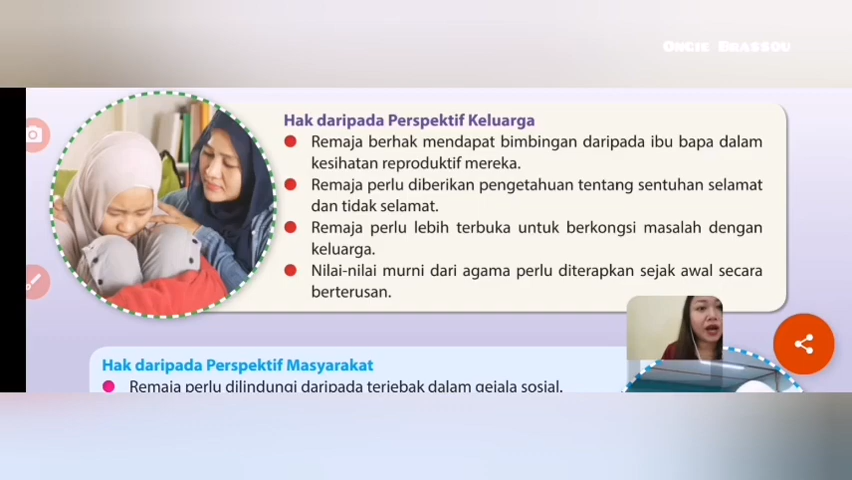 Oncie Brassou
Hak daripada Perspektif Keluarga
Remaja berhak mendapat bimbingan daripada ibu bapa dalam
kesihatan reproduktif mereka.
Remaja perlu diberikan pengetahuan tentang sentuhan selamat
dan tidak selamat.
Remaja perlu lebih terbuka untuk berkongsi masalah dengan
keluarga.
Nilai-nilai murni dari agama perlu diterapkan sejak awal secara
berterusan.
Hak daripada Perspektif Masyarakat
Remaja perlu dilindungi daripada terjebak dalam gejala sosial.